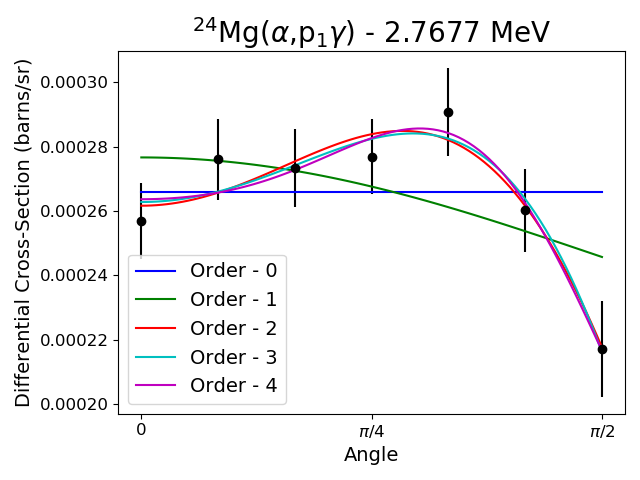 ²⁴Mg(α,p₁γ) - 2.7677 MeV
Differential Cross-Section (barns/sr)
0.00030
0.00028
0.00026
0.00024
0.00022
0.00020
Order - 0
Order - 1
Order - 2
Order - 3
Order - 4
0
π/4
π/2
Angle